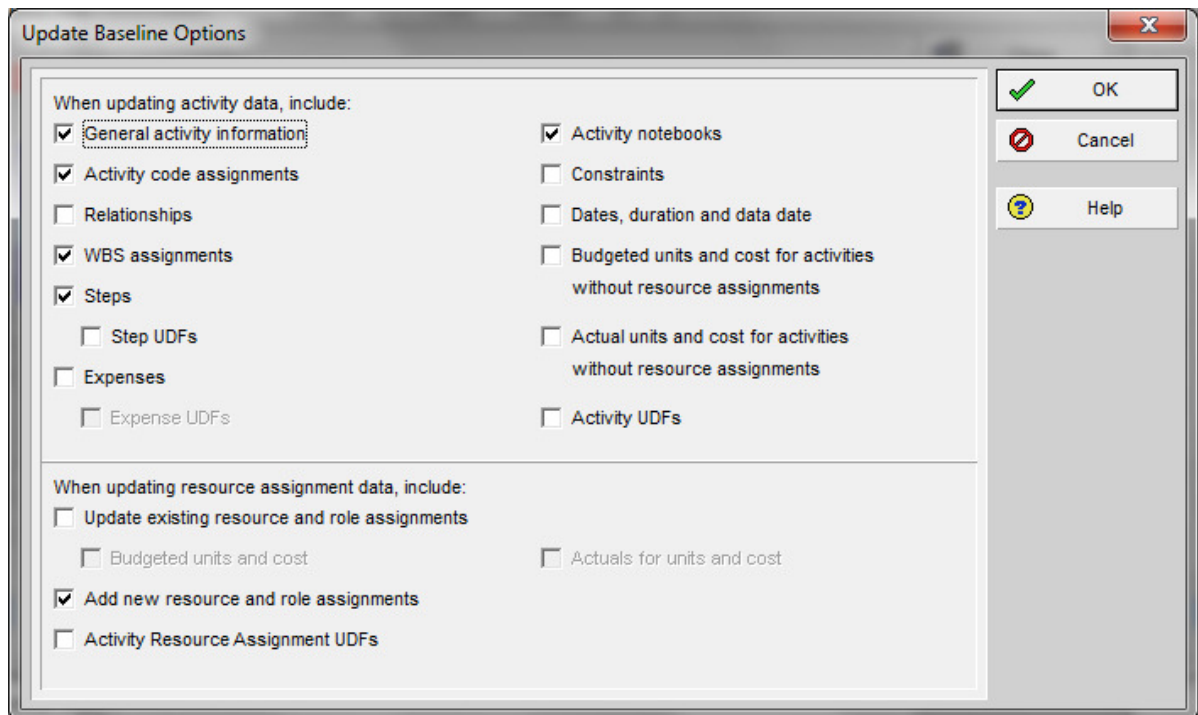 Update Baseline Options
When updating activity data, include:
General activity information
Activity notebooks
Activity code assignments
Constraints
Relationships
Dates, duration and data date
WBS assignments
Budgeted units and cost for activities
without resource assignments
Steps
Step UDFs
Actual units and cost for activities
without resource assignments
Expenses
Expense UDFs
Activity UDFs
When updating resource assignment data, include:
Update existing resource and role assignments
Budgeted units and cost
Actuals for units and cost
Add new resource and role assignments
Activity Resource Assignment UDFs
OK
Cancel
Help